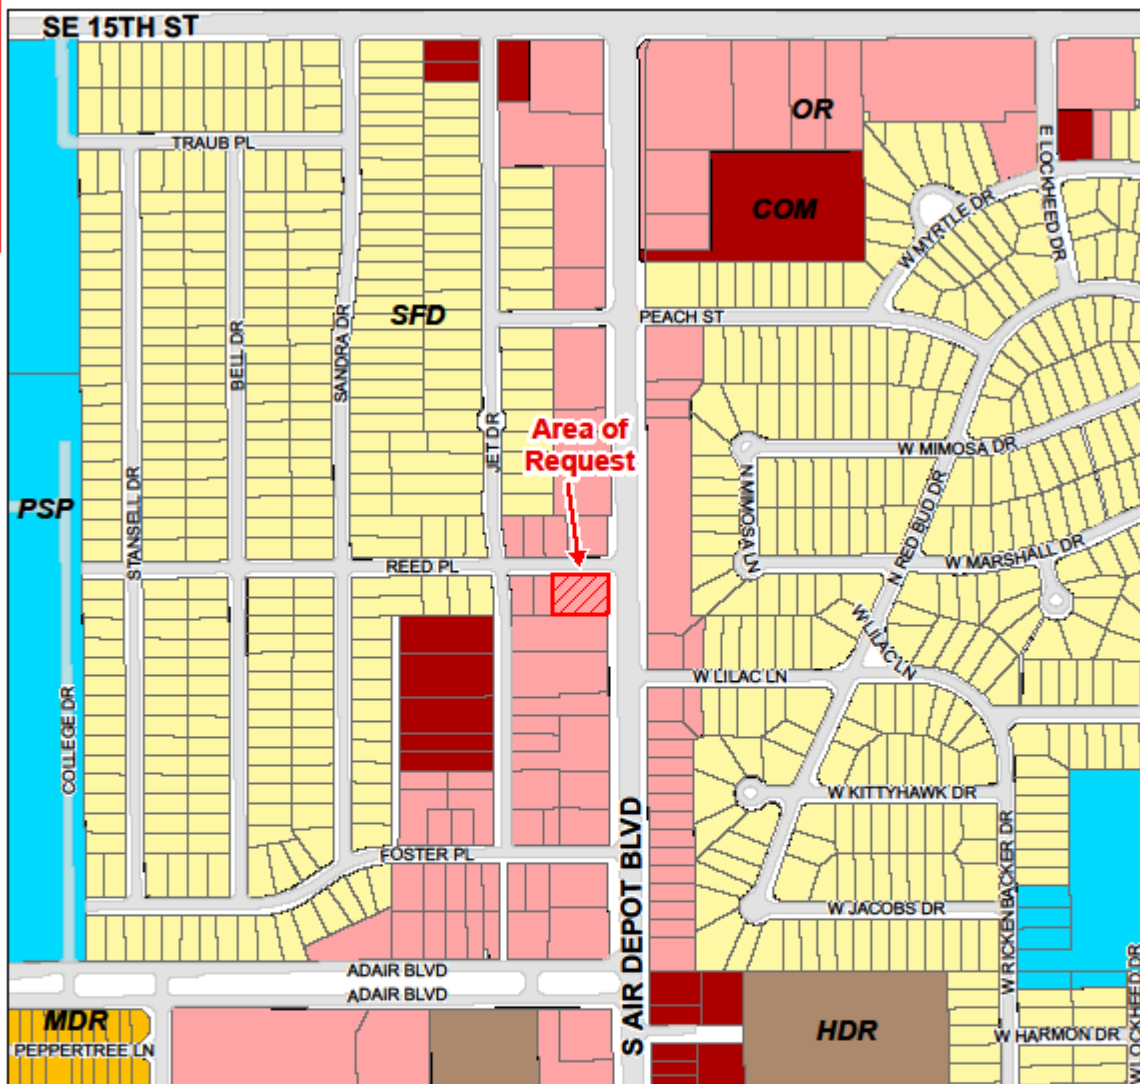 SE 15TH ST
TRAUB PL
OR
E LOCKHEED DR
COM
W MYRTLE DR
SFD
PEACH ST
SANDRA DR
BELL DR
JET DR
Area of
Request
W MIMOSA DR
N MIMOSA LN
N RED BUD DR
STANSELL DR
PSP
W MARSHALL DR
REED PL
W LILAC LN
W LILAC LN
COLLEGE DR
W KITTYHAWK DR
S AIR DEPOT BLVD
FOSTER PL
W RICKENBACKER DR
W JACOBS DR
ADAIR BLVD
ADAIR BLVD
MDR
PEPPERTREE LN
HDR
W HARMON DR
W LOCKHEED DR